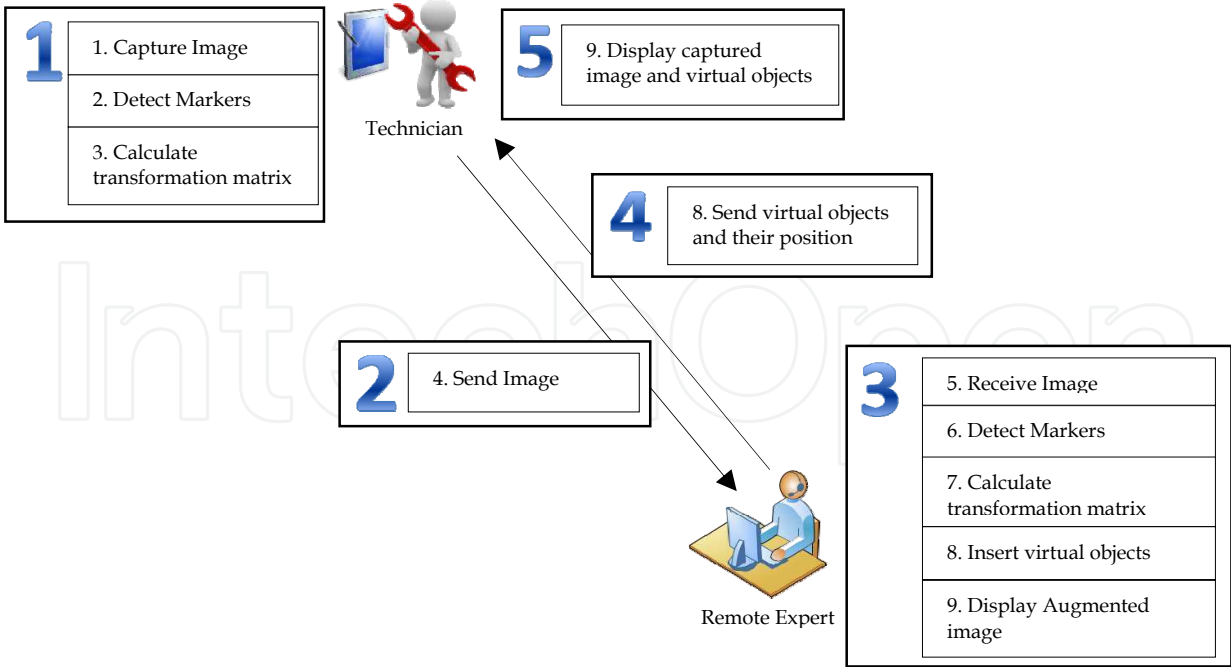 1
1. Capture Image
2. Detect Markers
3. Calculate
transformation matrix
Technician
5
9. Display captured
image and virtual objects
4
8. Send virtual objects
and their position
2
4. Send Image
3
5. Receive Image
6. Detect Markers
7. Calculate
transformation matrix
8. Insert virtual objects
9. Display Augmented
image
Remote Expert
IntechOpen